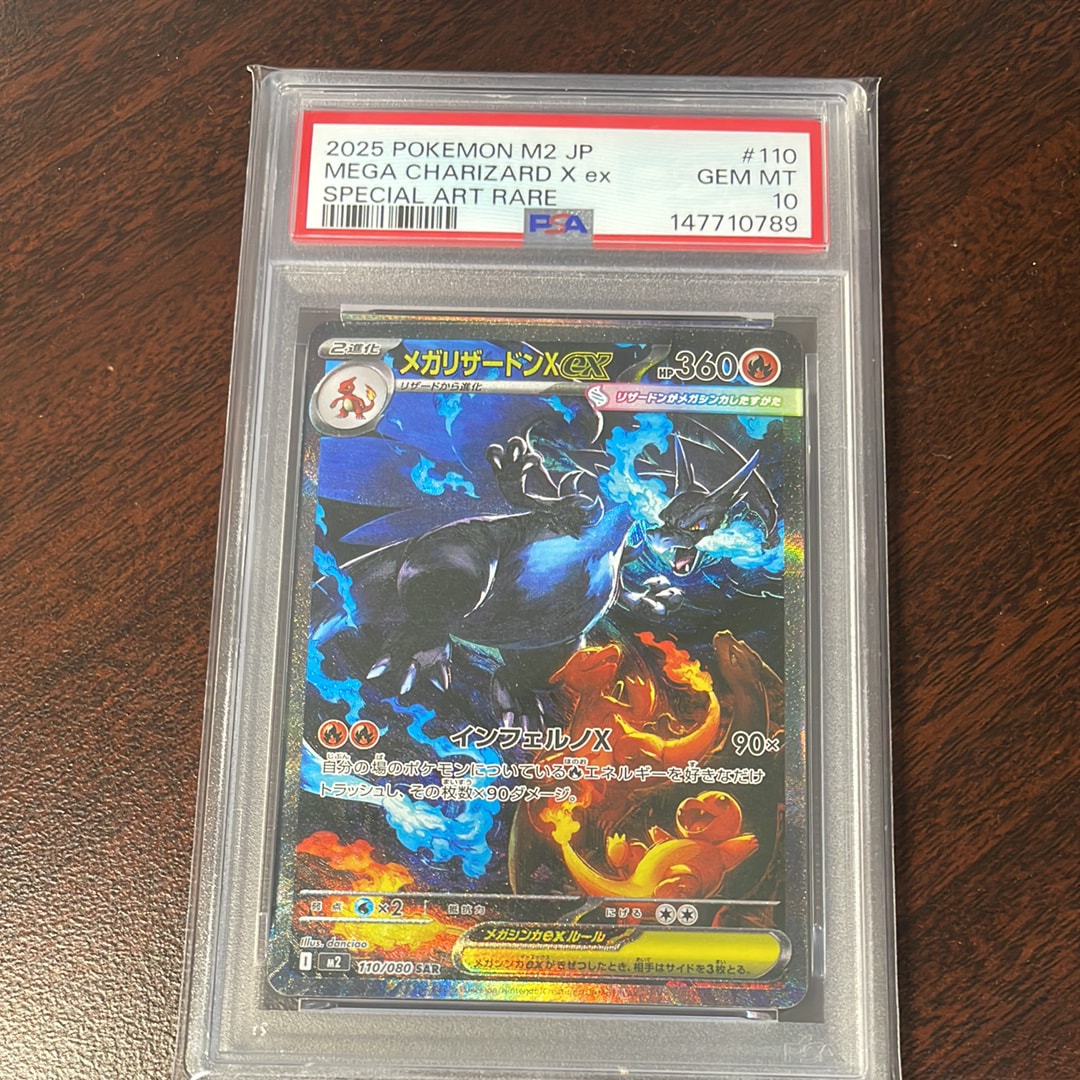 2025 POKEMON M2 JP #110
MEGA CHARIZARD X ex GEM MT
SPECIAL ART RARE 10
PSA 147710789
2進化 メガリザードンXex HP360
リザードから進化
リザードンがメガシンカしたすがた
インフェルノX 90×
自分の場のポケモンについているエネルギーを好きなだけ
トラッシュし、その枚数×90ダメージ。
弱点 ×2 抵抗力 にげる
メガシンカexルール
メガシンカexがきぜつしたとき、相手はサイドを3枚とる。
Illus. danciao
I M2 110/080 SAR